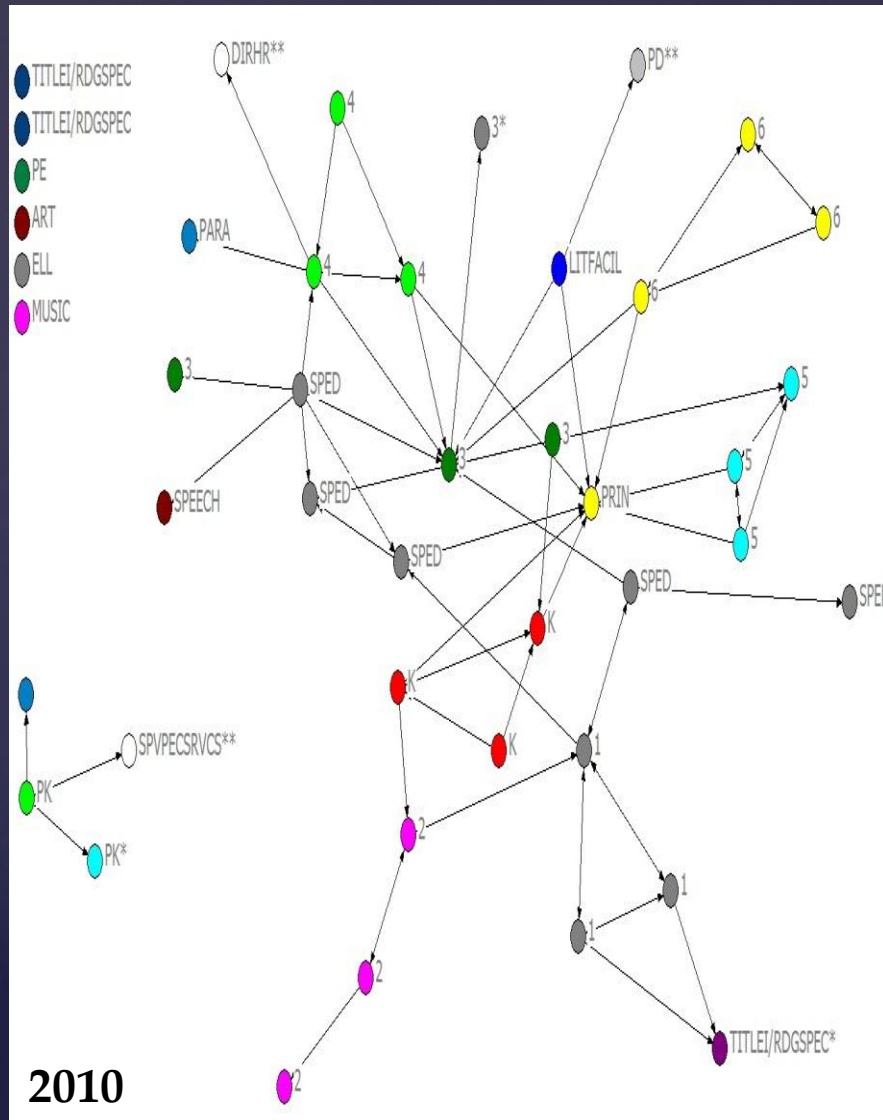 DIRHR**
PD**
TITLEI/RDGSPEC
4
3*
6
TITLEI/RDGSPEC
PE
6
ART
PARA
ELL
4
4
LITFACIL
6
MUSIC
3
SPED
5
3
3
5
SPEECH
SPED
PRIN
5
SPED
SPED
K
K
K
1
SPVPECSRVCS**
PK
2
PK*
1
1
2
TITLEI/RDGSPEC*
2
2010